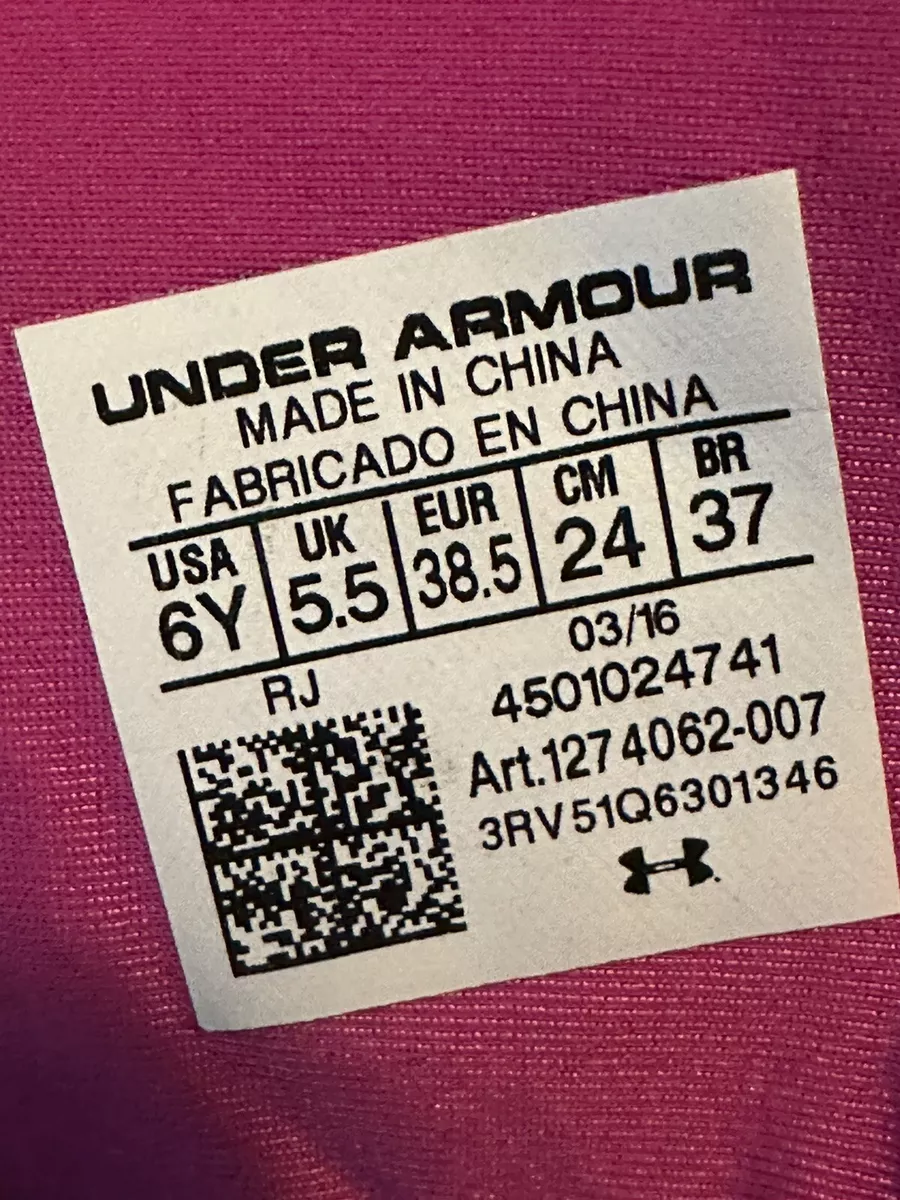 UNDER ARMOUR
MADE IN CHINA
FABRICADO EN CHINA
USA UK EUR CM BR
6Y 5.5 38.5 24 37
RJ
03/16
4501024741
Art.1274062-007
3RV51Q6301346